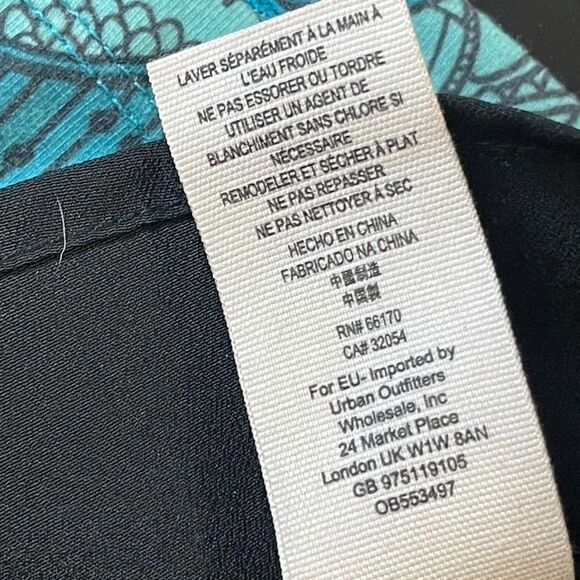 LAVER SÉPARÉMENT À LA MAIN À
L'EAU FROIDE
NE PAS ESSORER OU TORDRE
UTILISER UN AGENT DE
BLANCHIMENT SANS CHLORE SI
NÉCESSAIRE
REMODELER ET SÉCHER À PLAT
NE PAS REPASSER
NE PAS NETTOYER À SEC
HECHO EN CHINA
FABRICADO NA CHINA
中國制造
中国製
RN# 66170
CA# 32054
For EU- Imported by
Urban Outfitters
Wholesale, Inc
24 Market Place
London UK W1W 8AN
GB 975119105
OB553497